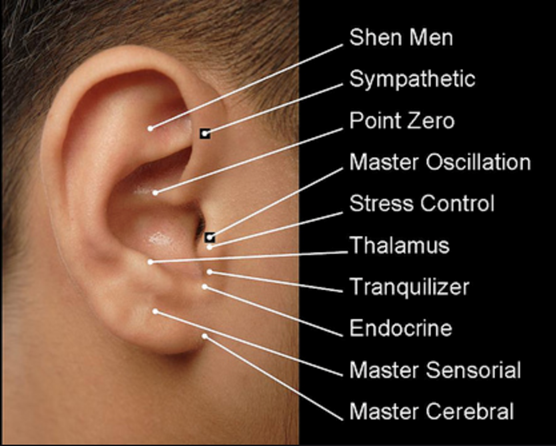 Shen Men
Sympathetic
Point Zero
Master Oscillation
Stress Control
Thalamus
Tranquilizer
Endocrine
Master Sensorial
Master Cerebral